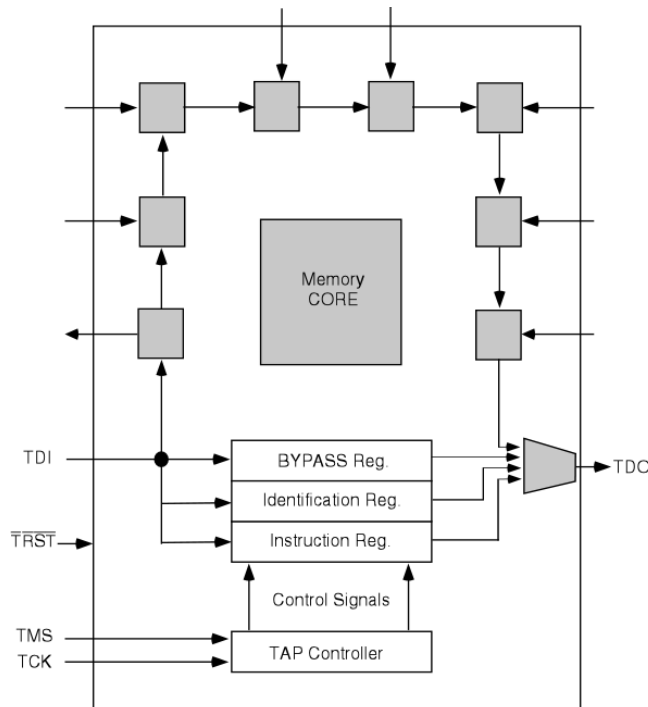 Memory
CORE
TDI
BYPASS Reg.
TDO
Identification Reg.
TRST
Instruction Reg.
Control Signals
TMS
TAP Controller
TCK